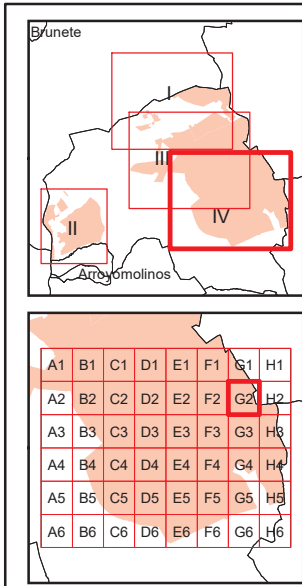 Brunete
I
III
IV
II
Arroyomolinos
A1 B1 C1 D1 E1 F1 G1 H1
A2 B2 C2 D2 E2 F2 G2 H2
A3 B3 C3 D3 E3 F3 G3 H3
A4 B4 C4 D4 E4 F4 G4 H4
A5 B5 C5 D5 E5 F5 G5 H5
A6 B6 C6 D6 E6 F6 G6 H6